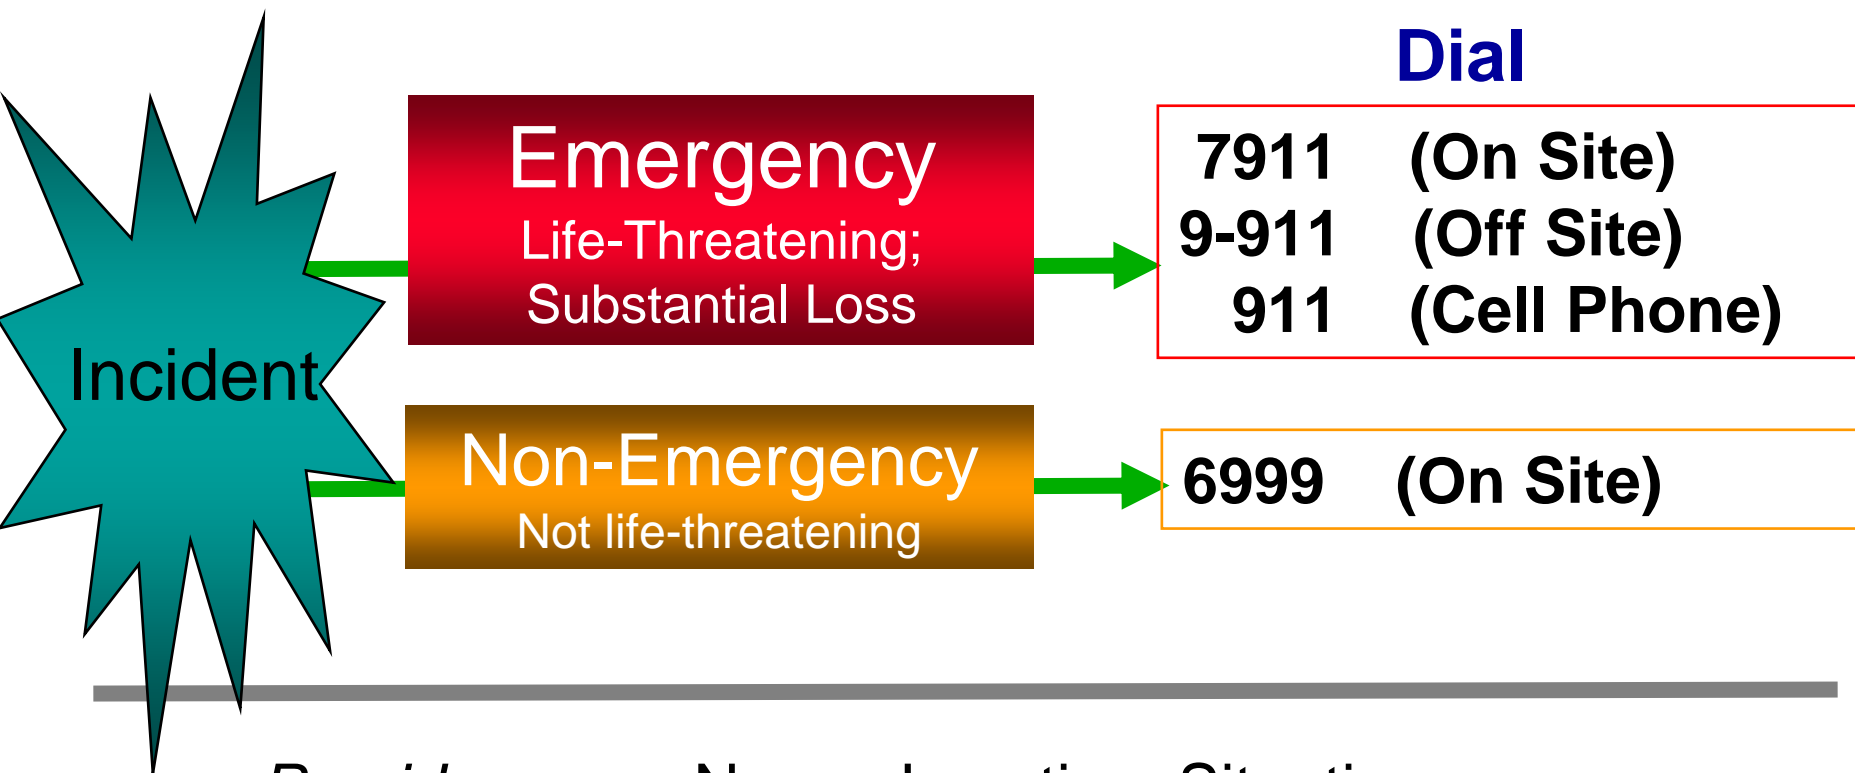 Dial
Emergency
Life-Threatening;
Substantial Loss
7911 (On Site)
9-911 (Off Site)
911 (Cell Phone)
Incident
Non-Emergency
Not life-threatening
6999 (On Site)